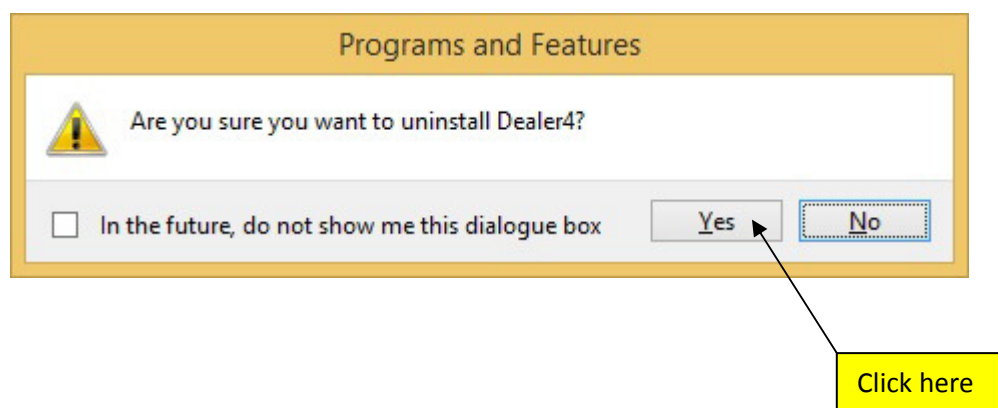 Programs and Features
Are you sure you want to uninstall Dealer4?
In the future, do not show me this dialogue box
Yes
No
Click here